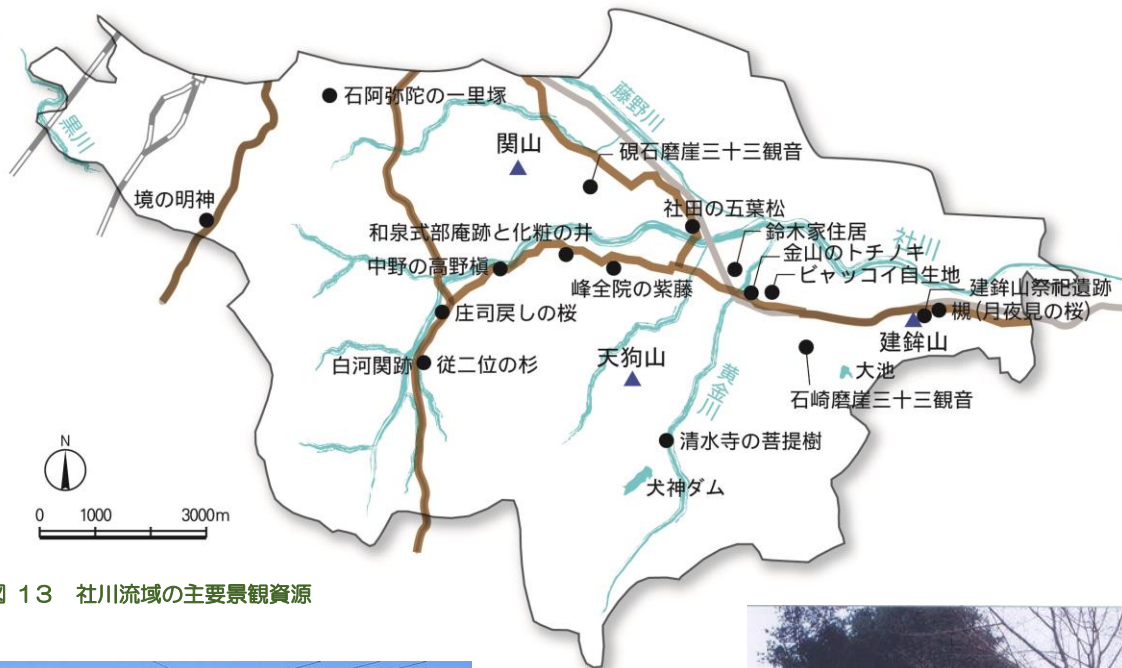 石阿弥陀の一里塚
藤野川
黒川
関山
硯石磨崖三十三観音
境の明神
社田の五葉松
和泉式部庵跡と化粧の井
鈴木家住居
社川
中野の高野槇
金山のトチノキ
ビャッコイ自生地
峰全院の紫藤
建鉾山祭祀遺跡
庄司戻しの桜
槻(月夜見の桜)
建鉾山
白河関跡
従二位の杉
天狗山
黄金川
大池
石崎磨崖三十三観音
清水寺の菩提樹
犬神ダム
N
0 1000 3000m
13 社川流域の主要景観資源